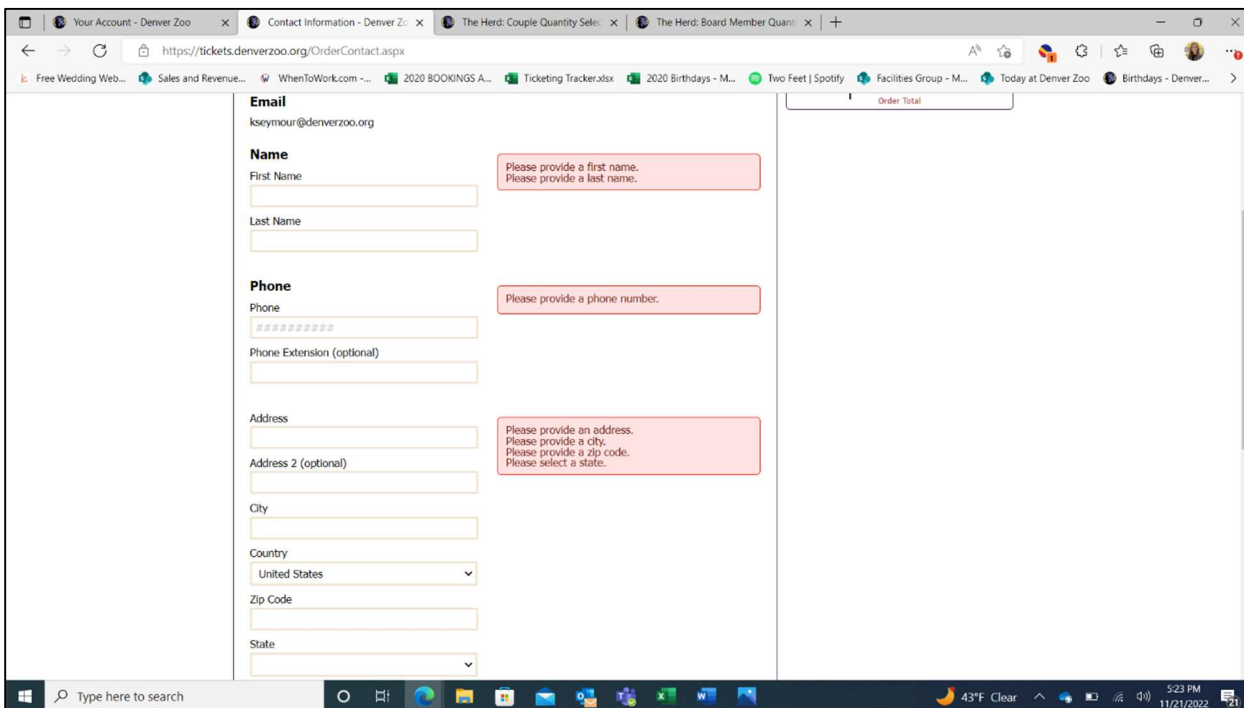 Your Account - Denver Zoo
Contact Information - Denver Zo
The Herd: Couple Quantity Selec
The Herd: Board Member Quanti
https://tickets.denverzoo.org/OrderContact.aspx
Free Wedding Web...
Sales and Revenue...
WhenToWork.com -...
2020 BOOKINGS A...
Ticketing Tracker.xlsx
2020 Birthdays - M...
Two Feet | Spotify
Facilities Group - M...
Today at Denver Zoo
Birthdays - Denver...
Order Total
Email
kseymour@denverzoo.org
Name
First Name
Please provide a first name.
Please provide a last name.
Last Name
Phone
Phone
Please provide a phone number.
##########
Phone Extension (optional)
Address
Please provide an address.
Please provide a city.
Please provide a zip code.
Please select a state.
Address 2 (optional)
City
Country
United States
Zip Code
State
Type here to search
43°F Clear
5:23 PM
11/21/2022
21